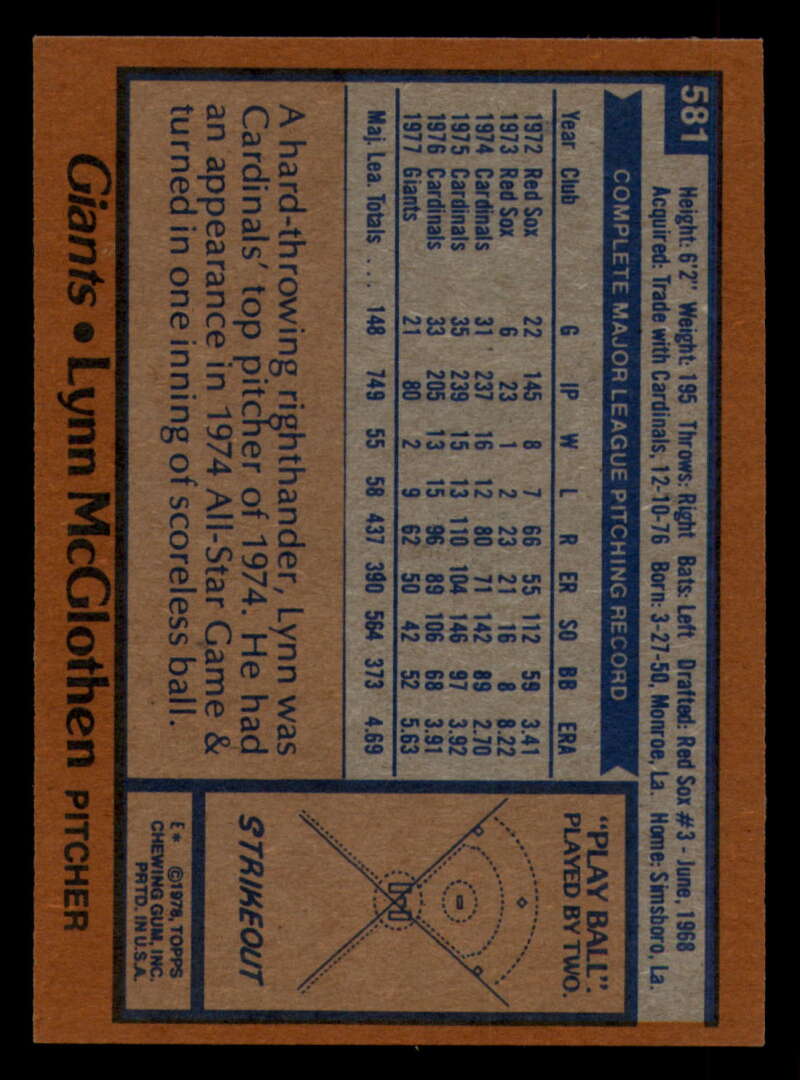 581
Height: 6'2" Weight: 195 Throws: Right Bats: Left Drafted: Red Sox #3 - June, 1968
Acquired: Trade with Cardinals, 12-10-76 Born: 3-27-50, Monroe, La. Home: Simsboro, La.
COMPLETE MAJOR LEAGUE PITCHING RECORD
Year Club G IP W L R ER SO BB ERA
1972 Red Sox 22 145 8 7 66 55 112 59 3.41
1973 Red Sox 6 23 1 2 23 21 16 8 8.22
1974 Cardinals 31 237 16 12 80 71 142 89 2.70
1975 Cardinals 35 239 15 13 110 104 146 97 3.92
1976 Cardinals 33 205 13 15 96 89 106 68 3.91
1977 Giants 21 80 2 9 62 50 42 52 5.63
Maj. Lea. Totals ... 148 749 55 58 437 390 564 373 4.69
A hard-throwing righthander, Lynn was
Cardinals' top pitcher of 1974. He had
an appearance in 1974 All-Star Game &
turned in one inning of scoreless ball.
"PLAY BALL":
PLAYED BY TWO.
STRIKEOUT
E* ©1978, TOPPS
CHEWING GUM, INC.
PRTD. IN U.S.A.
Giants • Lynn McGlothen PITCHER